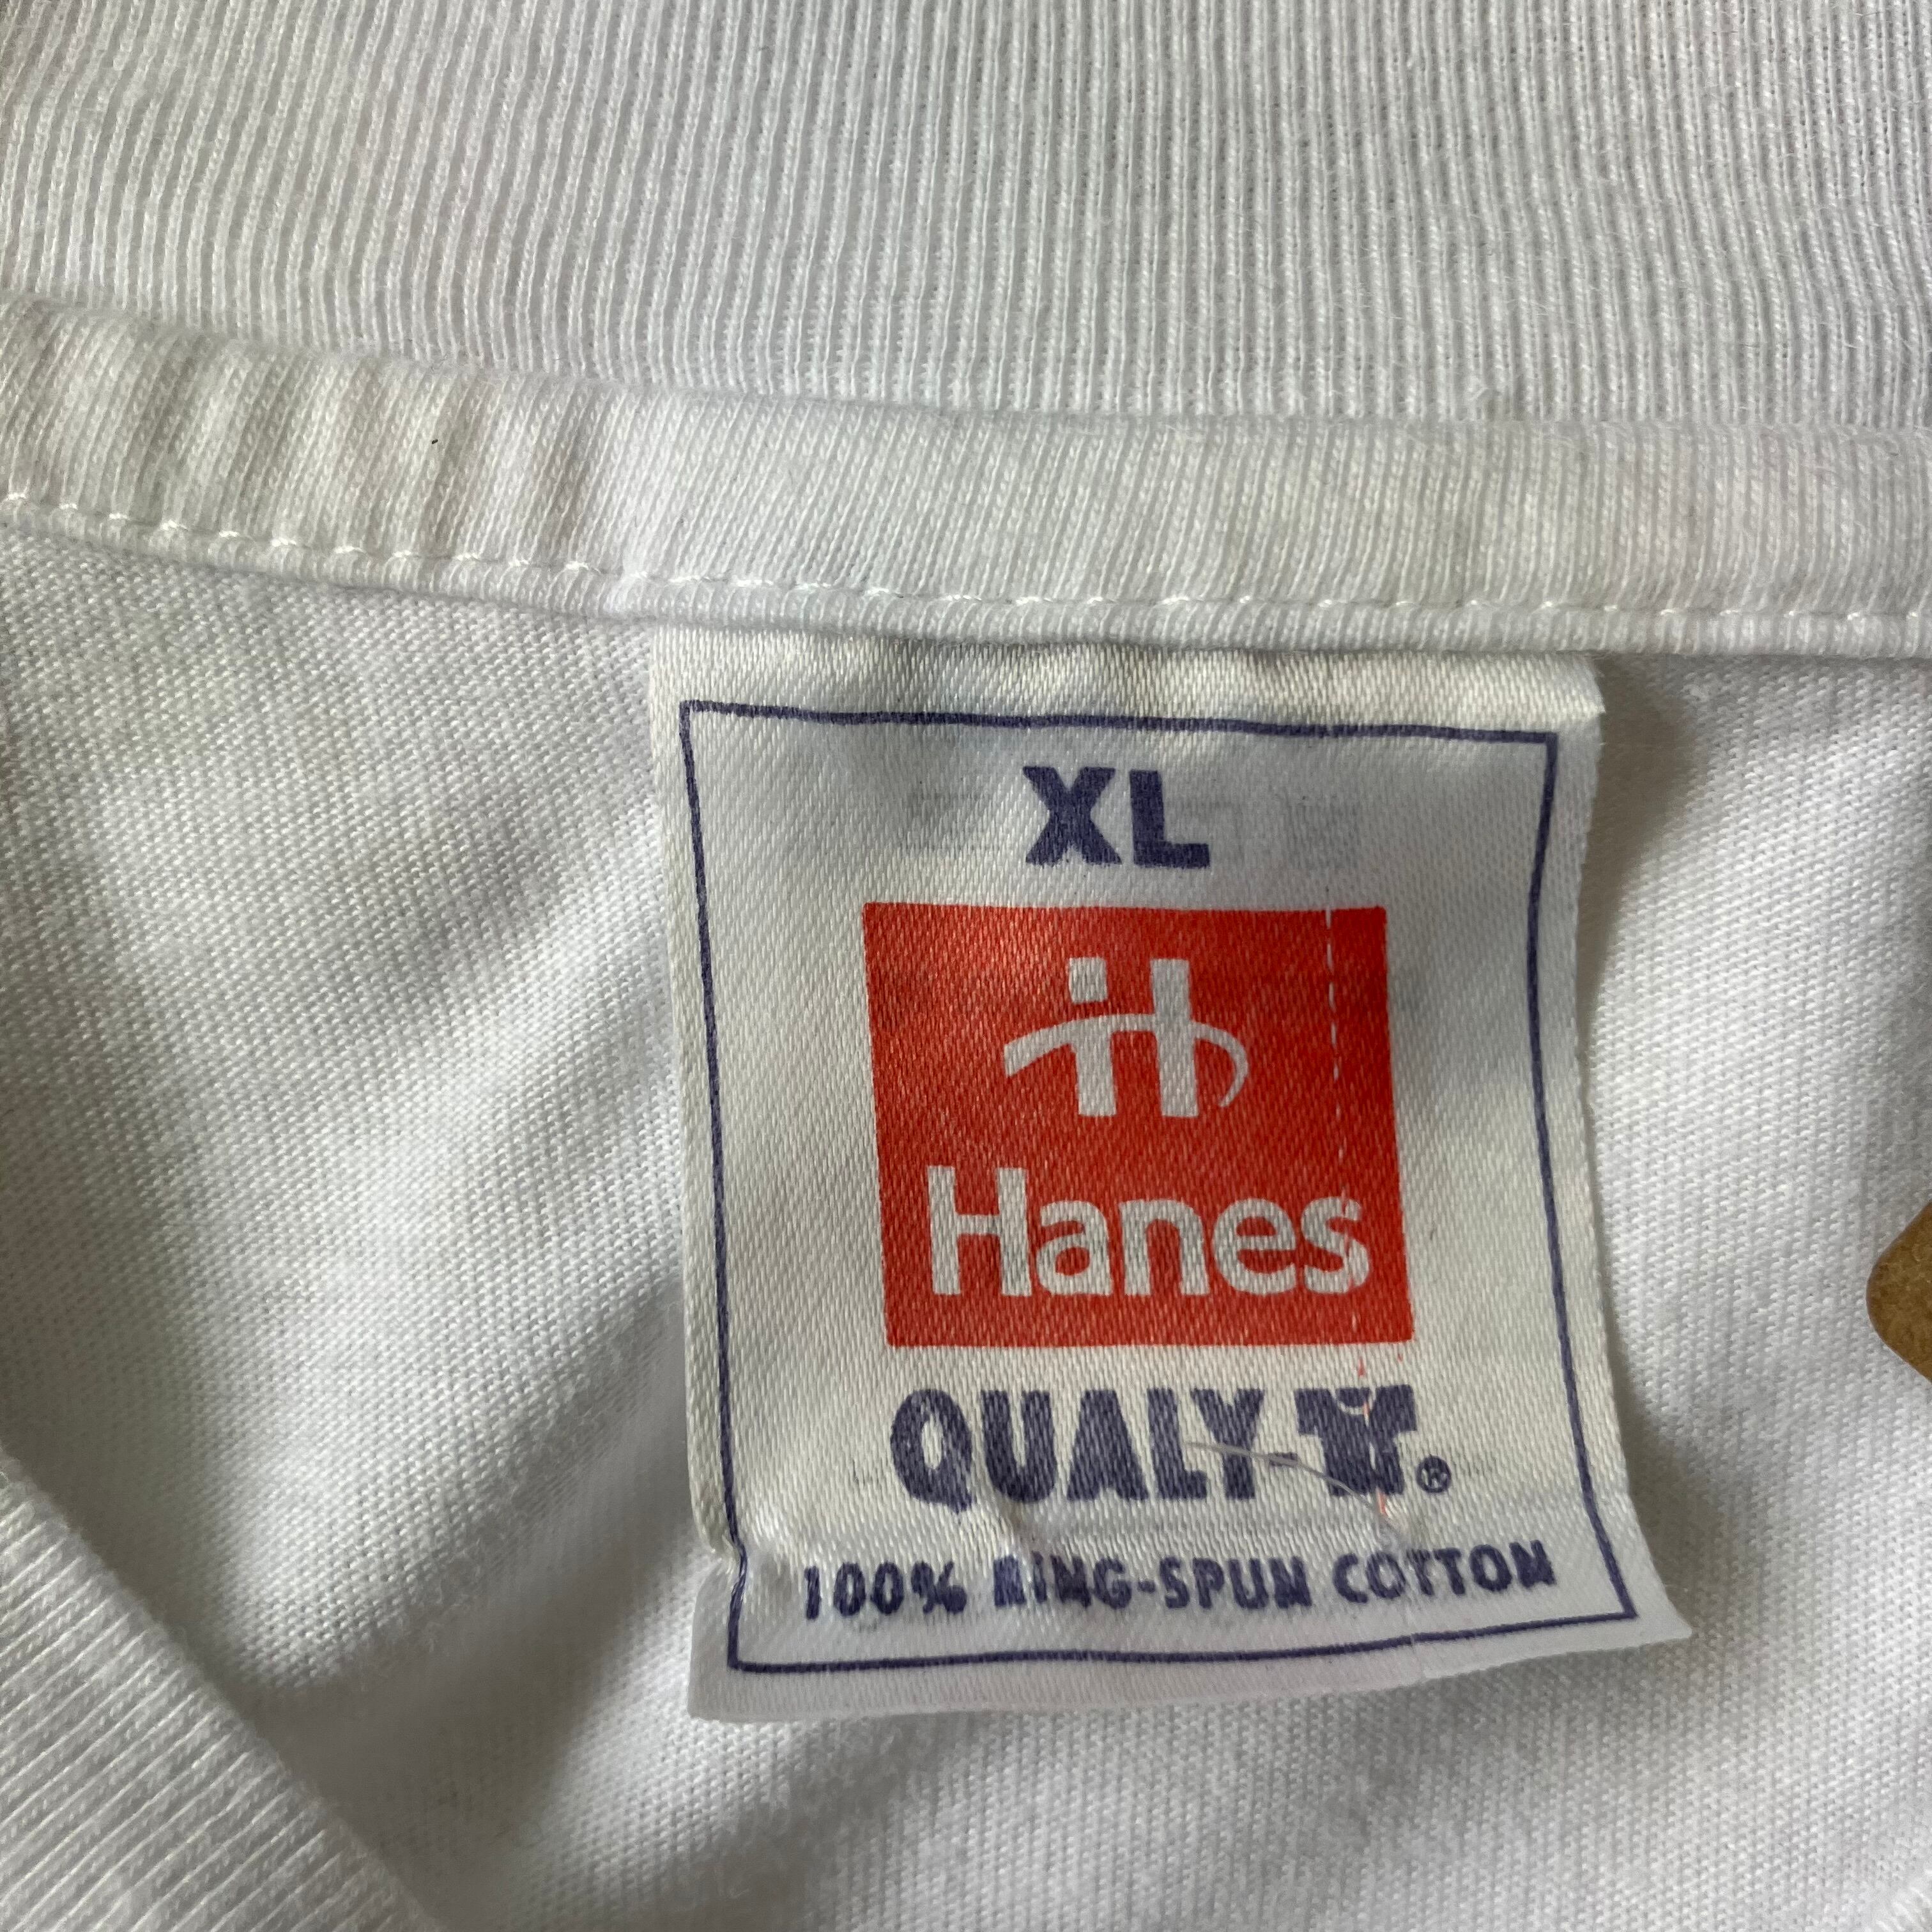 XL
Hanes
QUALY-T®
100% RING-SPUN COTTON